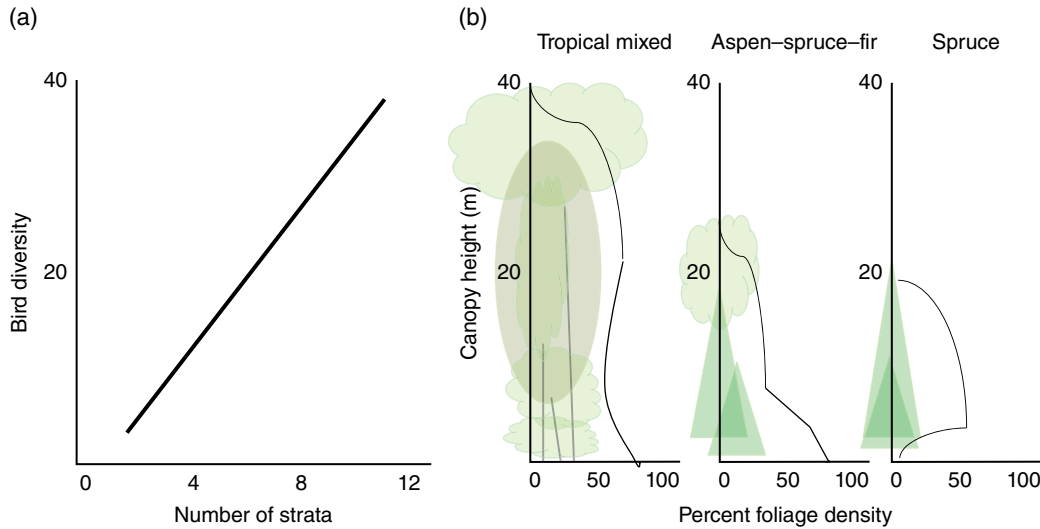 (a)
40
20
0
Bird diversity
0 4 8 12
Number of strata
(b)
Tropical mixed Aspen–spruce–fir Spruce
40 40 40
20 20 20
Canopy height (m)
0 50 100 0 50 100 0 50 100
Percent foliage density